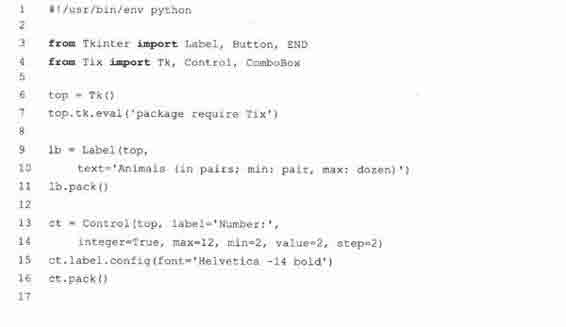 1 #!/usr/bin/env python
2
3 from Tkinter import Label, Button, END
4 from Tix import Tk, Control, ComboBox
5
6 top = Tk()
7 top.tk.eval('package require Tix')
8
9 lb = Label(top,
10 text='Animals (in pairs; min: pair, max: dozen)')
11 lb.pack()
12
13 ct = Control(top, label='Number:',
14 integer=True, max=12, min=2, value=2, step=2)
15 ct.label.config(font='Helvetica -14 bold')
16 ct.pack()
17